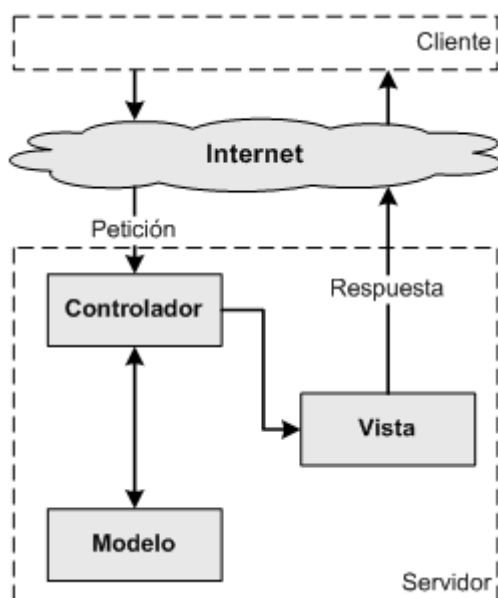 Cliente
Internet
Petición
Controlador
Respuesta
Vista
Modelo
Servidor